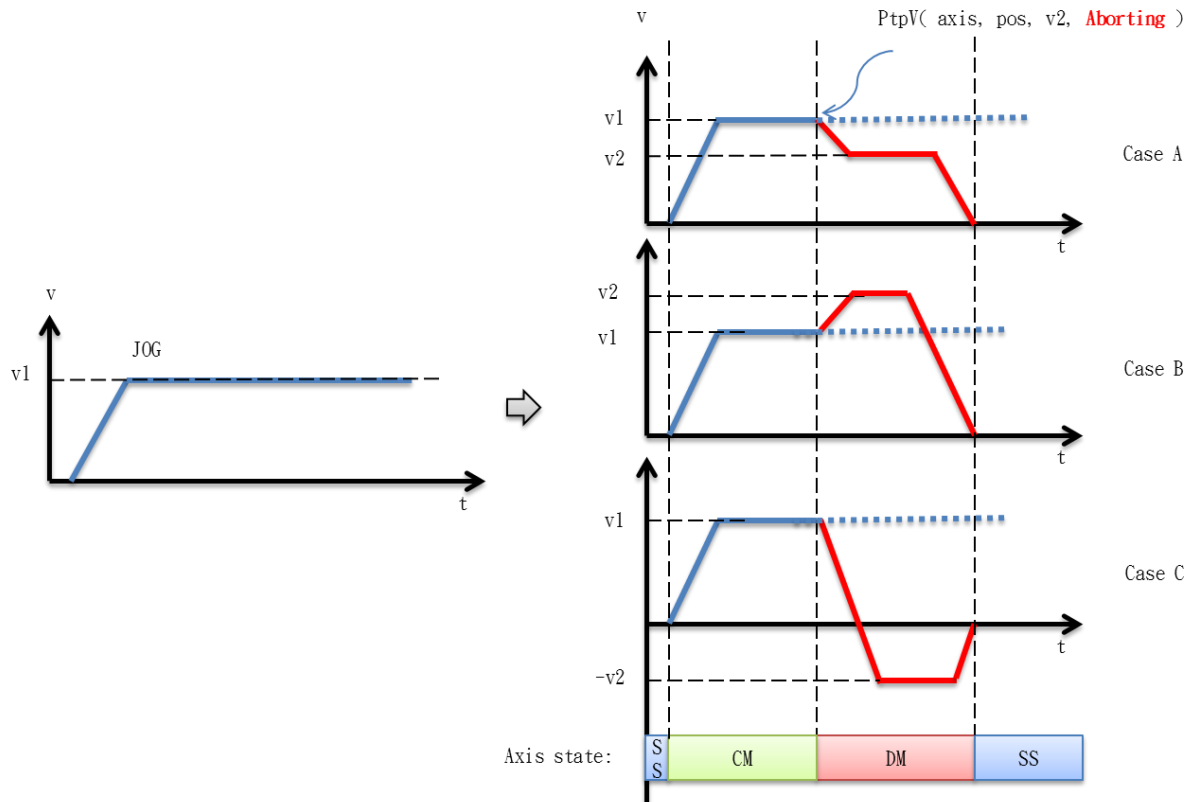 v
JOG
v1
t
v
PtpV( axis, pos, v2, Aborting )
v1
v2
Case A
t
v2
v1
Case B
t
v1
Case C
t
-v2
Axis state:
SS
CM
DM
SS